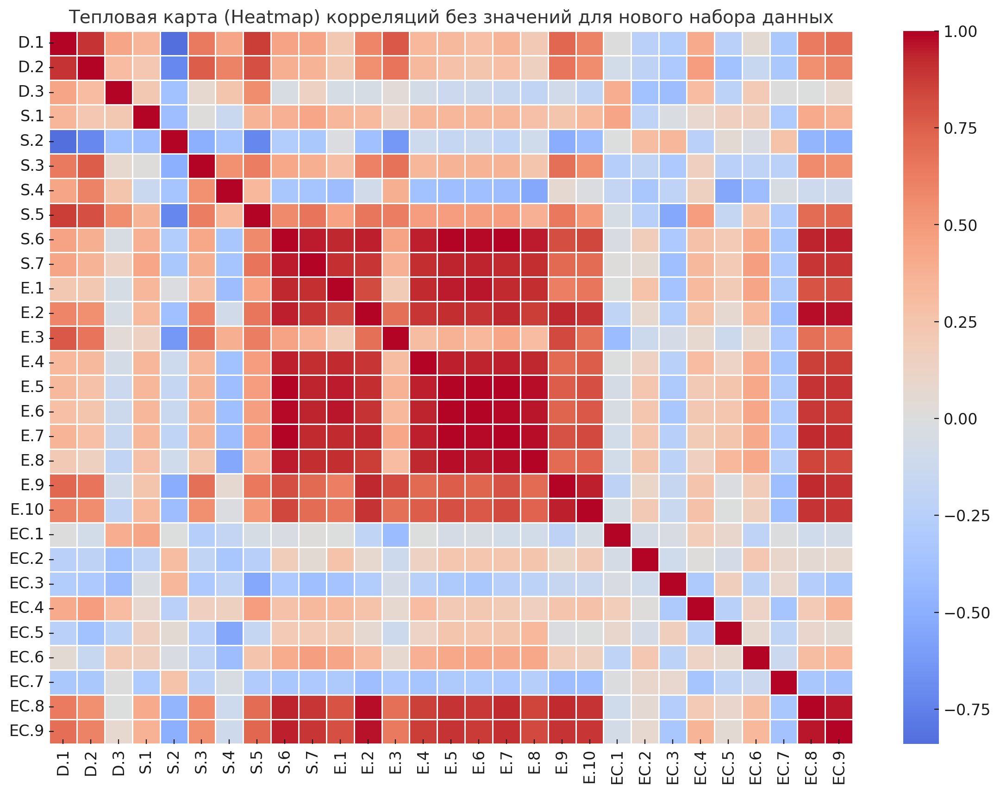 Тепловая карта (Heatmap) корреляций без значений для нового набора данных
D.1
D.2
D.3
S.1
S.2
S.3
S.4
S.5
S.6
S.7
E.1
E.2
E.3
E.4
E.5
E.6
E.7
E.8
E.9
E.10
EC.1
EC.2
EC.3
EC.4
EC.5
EC.6
EC.7
EC.8
EC.9
D.1
D.2
D.3
S.1
S.2
S.3
S.4
S.5
S.6
S.7
E.1
E.2
E.3
E.4
E.5
E.6
E.7
E.8
E.9
E.10
EC.1
EC.2
EC.3
EC.4
EC.5
EC.6
EC.7
EC.8
EC.9
1.00
0.75
0.50
0.25
0.00
−0.25
−0.50
−0.75